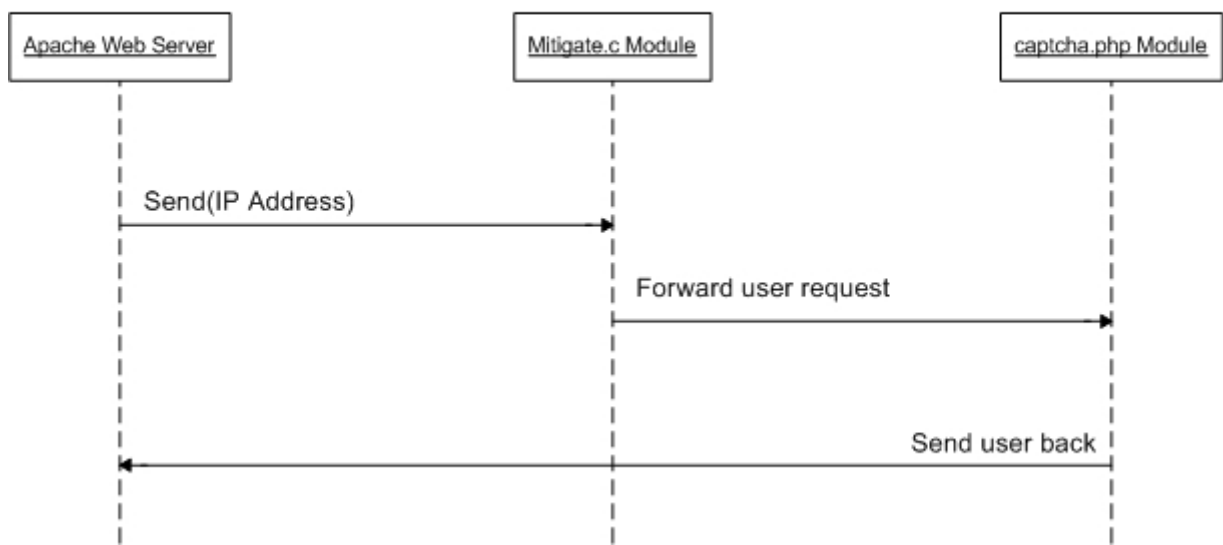 Apache Web Server
Mitigate.c Module
captcha.php Module
Send(IP Address)
Forward user request
Send user back